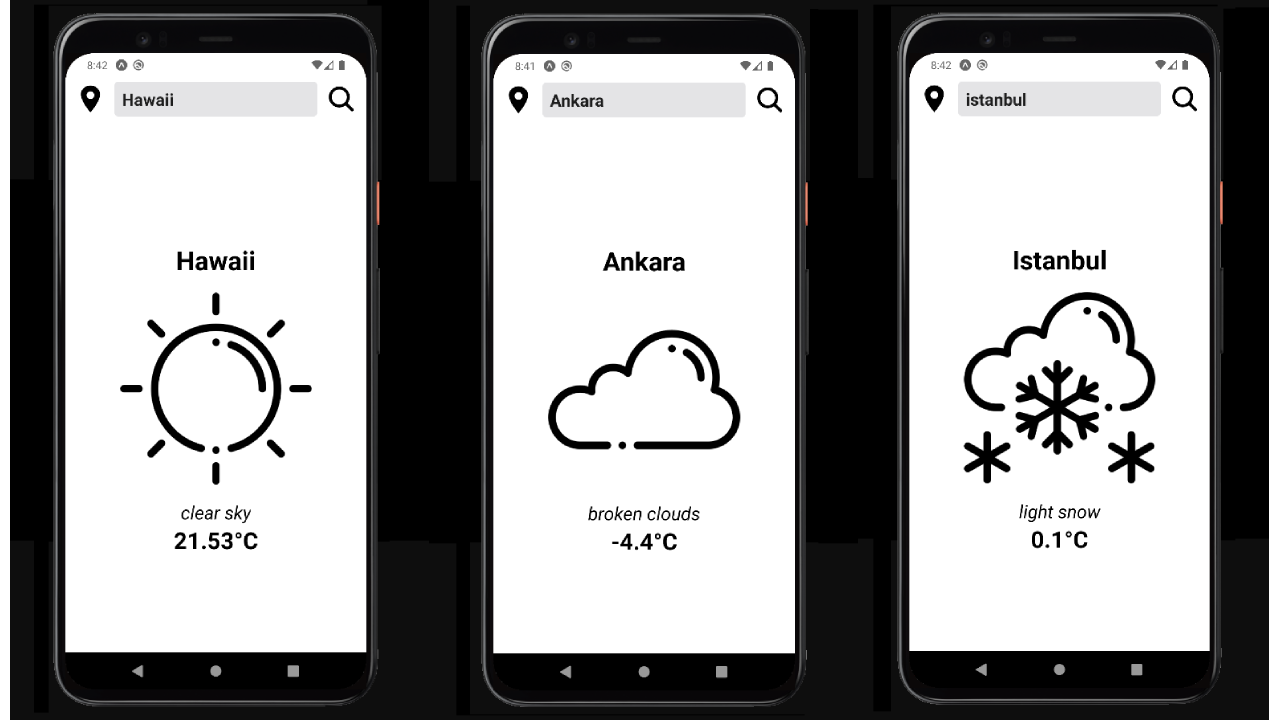 8:42
Hawaii
Hawaii
clear sky
21.53°C
8:41
Ankara
Ankara
broken clouds
-4.4°C
8:42
istanbul
Istanbul
light snow
0.1°C